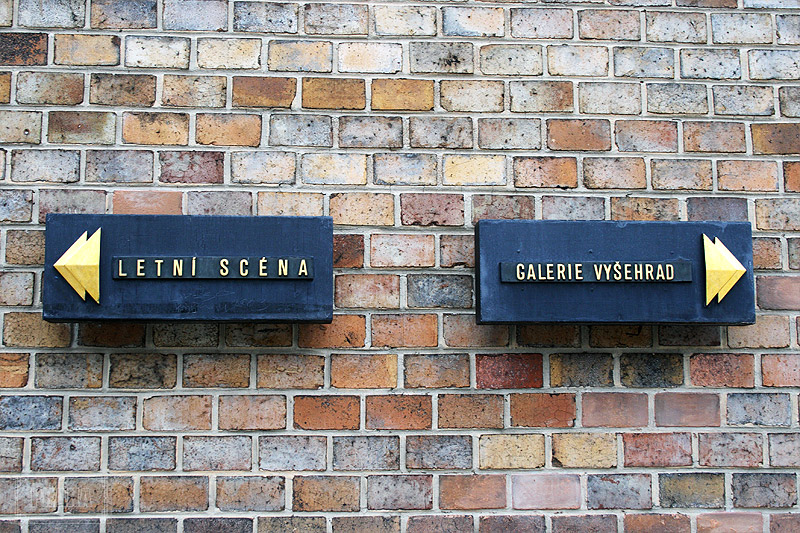 LETNÍ SCÉNA
GALERIE VYŠEHRAD